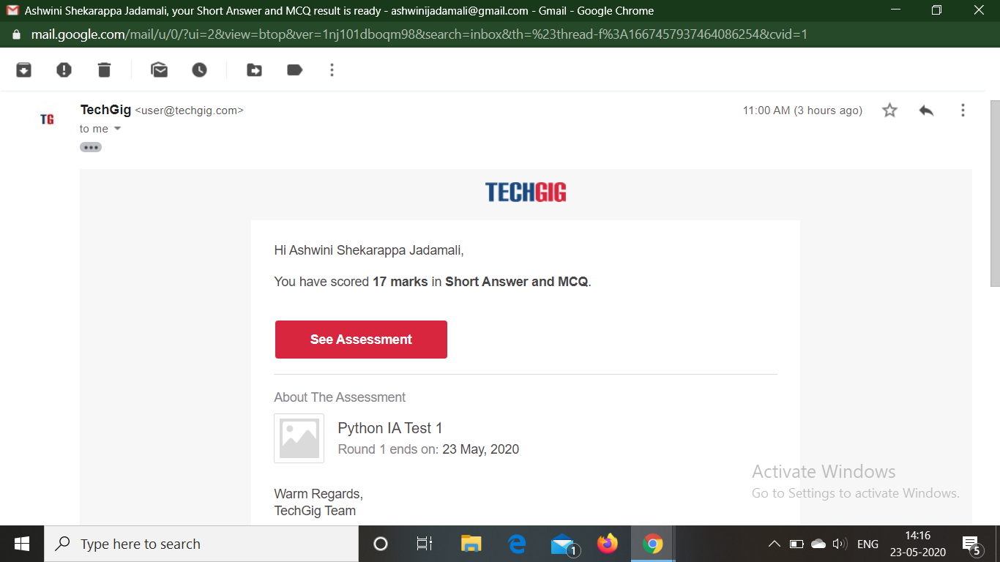 Ashwini Shekarappa Jadamali, your Short Answer and MCQ result is ready - ashwinijadamali@gmail.com - Gmail - Google Chrome
mail.google.com/mail/u/0/?ui=2&view=btop&ver=1nj101dboqm98&search=inbox&th=%23thread-f%3A1667457937464086254&cvid=1
TG
TechGig <user@techgig.com>
11:00 AM (3 hours ago)
to me
TECHGIG
Hi Ashwini Shekarappa Jadamali,
You have scored 17 marks in Short Answer and MCQ.
See Assessment
About The Assessment
Python IA Test 1
Round 1 ends on: 23 May, 2020
Warm Regards,
TechGig Team
Activate Windows
Go to Settings to activate Windows.
Type here to search
1
ENG
14:16
23-05-2020
5